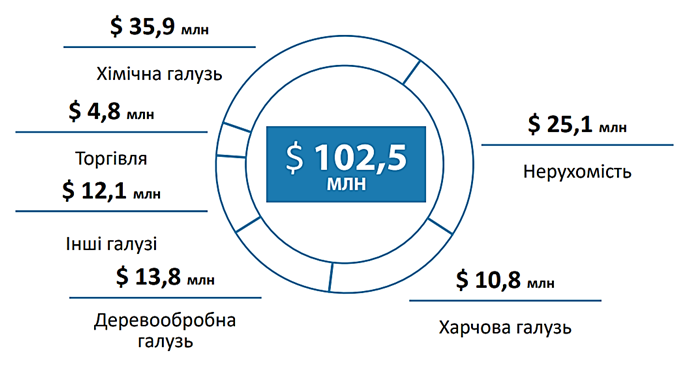 $ 35,9 млн
Хімічна галузь
$ 4,8 млн
Торгівля
$ 12,1 млн
Інші галузі
$ 13,8 млн
Деревообробна
галузь
$ 102,5
МЛН
$ 25,1 млн
Нерухомість
$ 10,8 млн
Харчова галузь